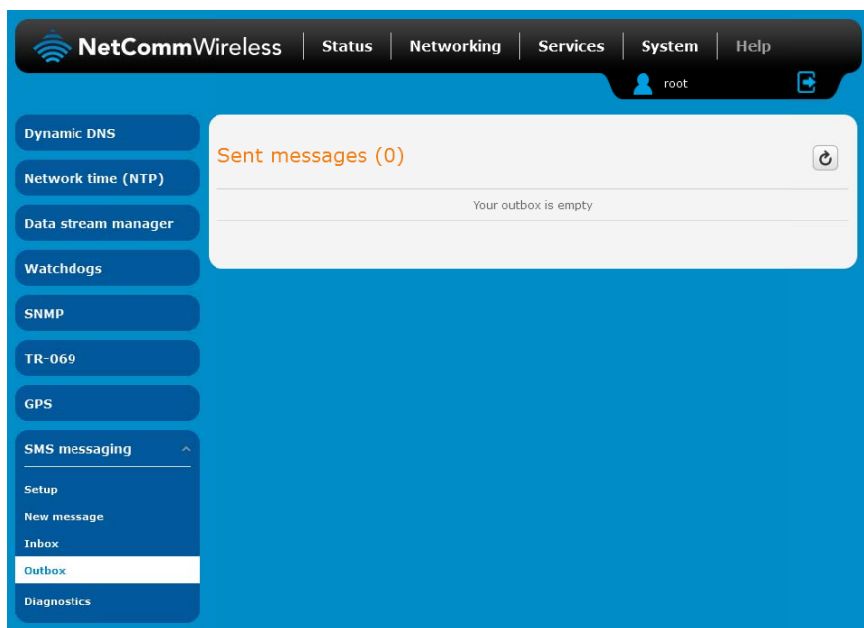 NetCommWireless Status Networking Services System Help
root
Dynamic DNS
Network time (NTP)
Data stream manager
Watchdogs
SNMP
TR-069
GPS
SMS messaging
Setup
New message
Inbox
Outbox
Diagnostics
Sent messages (0)
Your outbox is empty